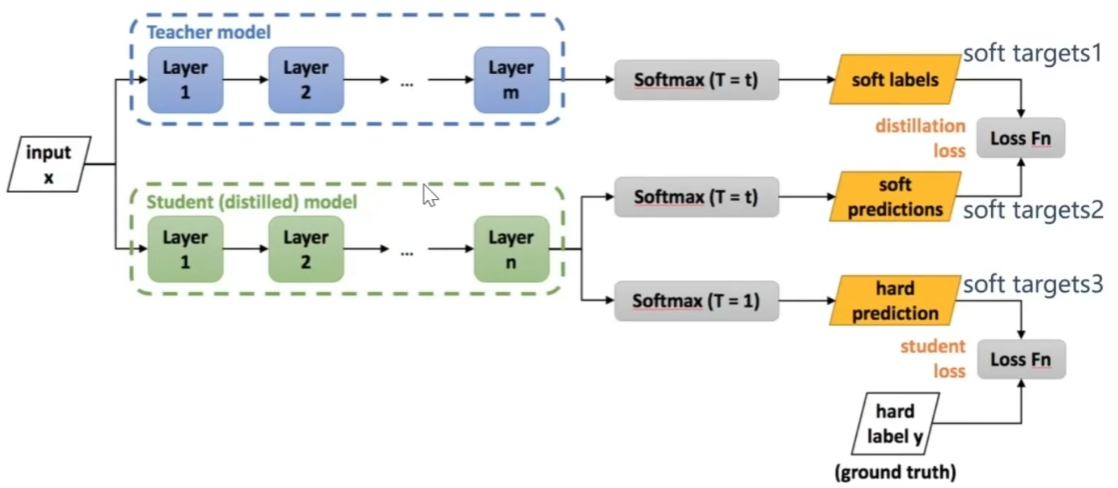 Teacher model
Layer
1
Layer
2
...
Layer
m
Softmax (T = t)
soft labels
soft targets1
input
x
distillation
loss
Loss Fn
Student (distilled) model
Layer
1
Layer
2
...
Layer
n
Softmax (T = t)
soft
predictions
soft targets2
Softmax (T = 1)
hard
prediction
soft targets3
student
loss
Loss Fn
hard
label y
(ground truth)